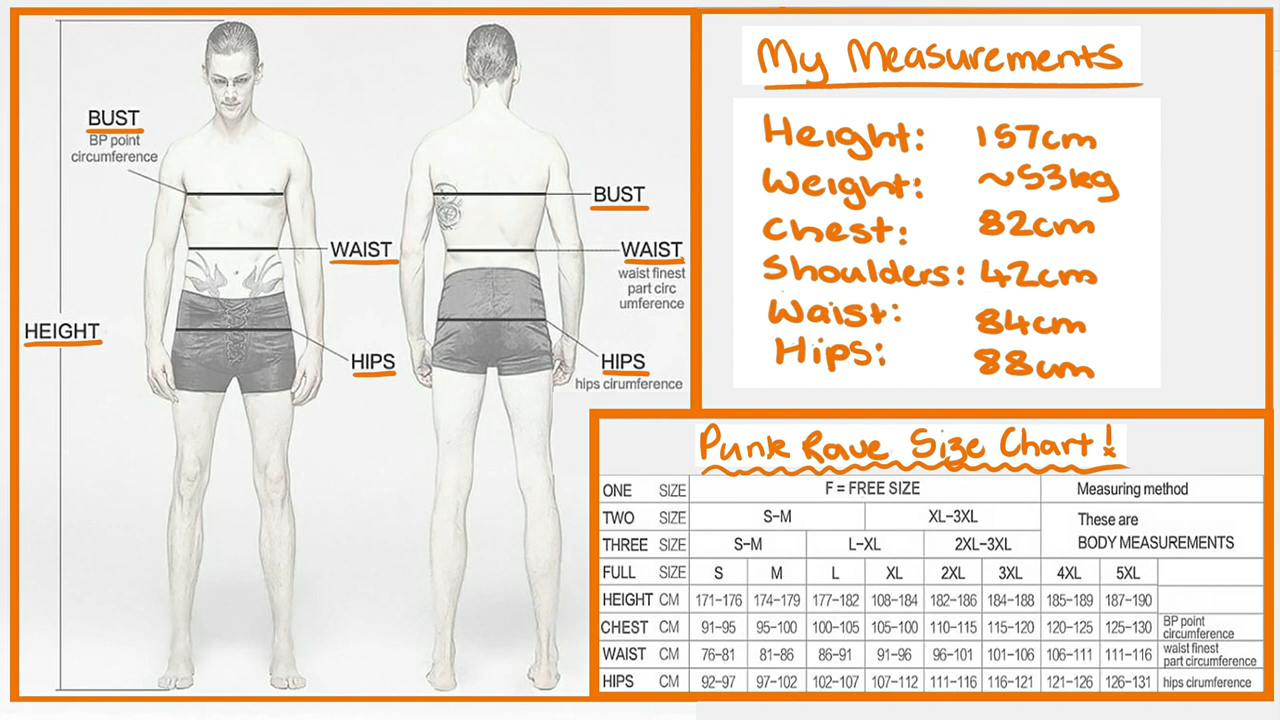 BUST
BP point
circumference
BUST
WAIST
WAIST
waist finest
part circ
umference
HEIGHT
HIPS
HIPS
hips cirumference
My Measurements
Height: 157cm
Weight: ~53kg
Chest: 82cm
Shoulders: 42cm
Waist: 84cm
Hips: 88cm
Punk Rave Size Chart!
ONE SIZE F = FREE SIZE Measuring method
TWO SIZE S-M XL-3XL These are
THREE SIZE S-M L-XL 2XL-3XL BODY MEASUREMENTS
FULL SIZE S M L XL 2XL 3XL 4XL 5XL
HEIGHT CM 171-176 174-179 177-182 108-184 182-186 184-188 185-189 187-190
CHEST CM 91-95 95-100 100-105 105-100 110-115 115-120 120-125 125-130 BP point
circumference
WAIST CM 76-81 81-86 86-91 91-96 96-101 101-106 106-111 111-116 waist finest
part circumference
HIPS CM 92-97 97-102 102-107 107-112 111-116 116-121 121-126 126-131 hips cirumference